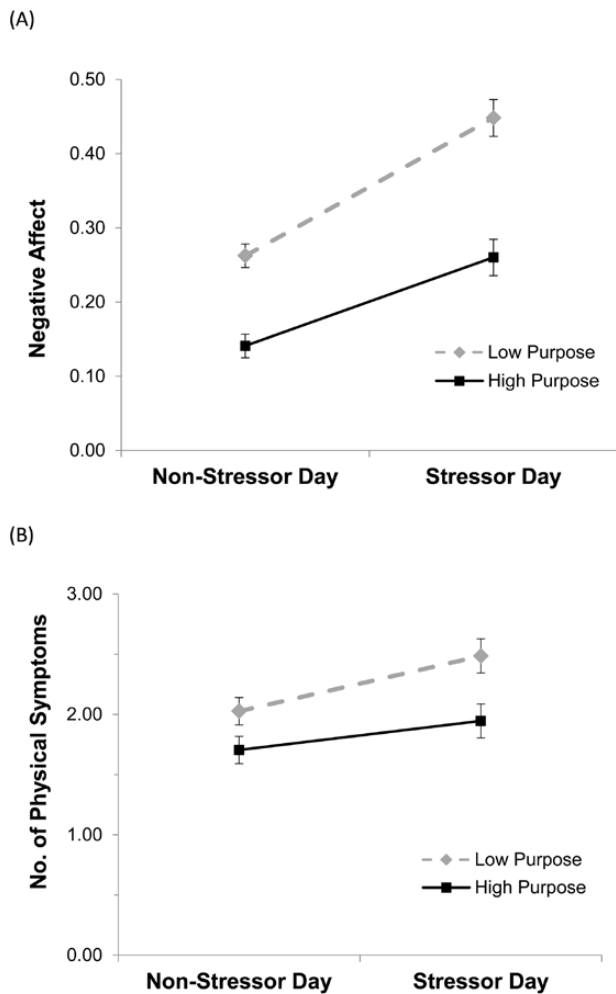 (A)
0.50
0.40
0.30
0.20
0.10
0.00
Negative Affect
Low Purpose
High Purpose
Non-Stressor Day Stressor Day
(B)
3.00
2.00
1.00
0.00
No. of Physical Symptoms
Low Purpose
High Purpose
Non-Stressor Day Stressor Day